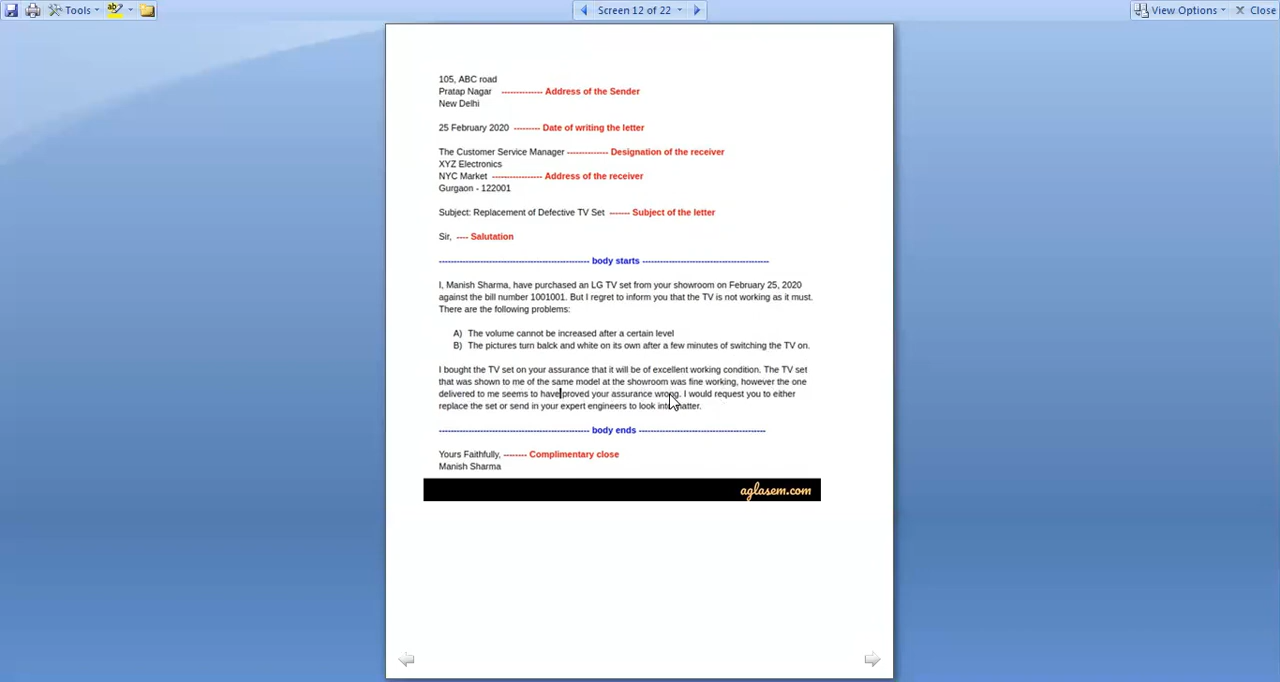 Tools
Screen 12 of 22
View Options
Close
105, ABC road
Pratap Nagar -------------- Address of the Sender
New Delhi
25 February 2020 --------- Date of writing the letter
The Customer Service Manager -------------- Designation of the receiver
XYZ Electronics
NYC Market ----------------- Address of the receiver
Gurgaon - 122001
Subject: Replacement of Defective TV Set ------- Subject of the letter
Sir, ---- Salutation
--------------------------------------------------- body starts -------------------------------------------
I, Manish Sharma, have purchased an LG TV set from your showroom on February 25, 2020
against the bill number 1001001. But I regret to inform you that the TV is not working as it must.
There are the following problems:
A) The volume cannot be increased after a certain level
B) The pictures turn balck and white on its own after a few minutes of switching the TV on.
I bought the TV set on your assurance that it will be of excellent working condition. The TV set
that was shown to me of the same model at the showroom was fine working, however the one
delivered to me seems to have proved your assurance wrong. I would request you to either
replace the set or send in your expert engineers to look into matter.
--------------------------------------------------- body ends -------------------------------------------
Yours Faithfully, -------- Complimentary close
Manish Sharma
aglasem.com